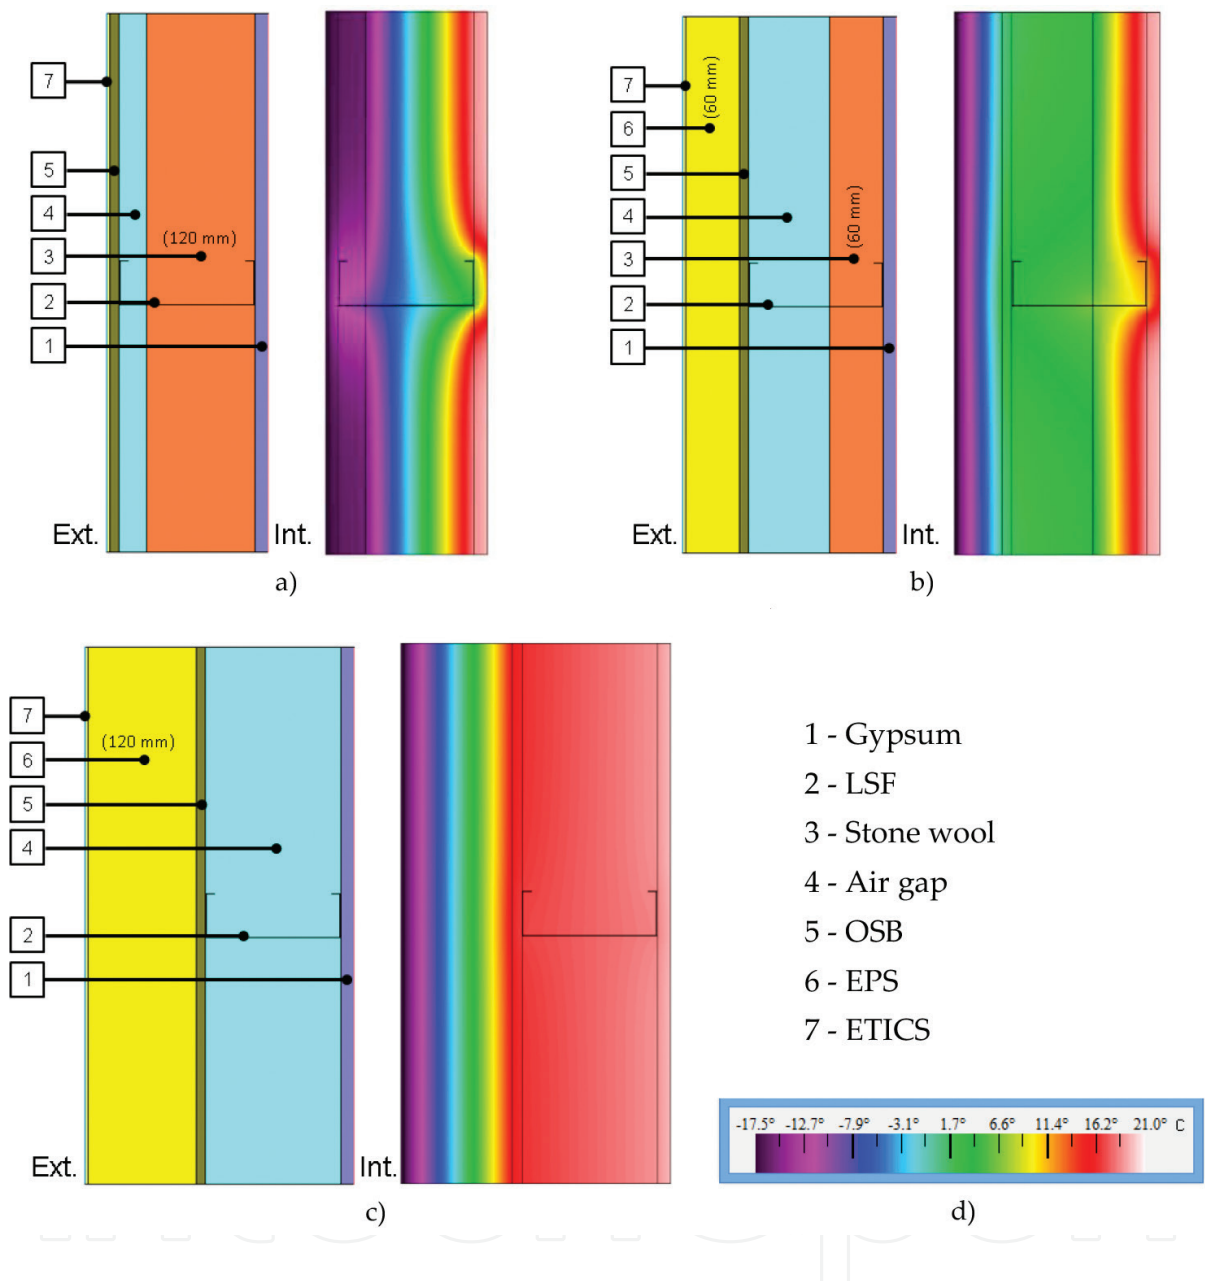 7
5
4
3
2
1
(120 mm)
Ext.
Int.
a)
7
6
5
4
3
2
1
(60 mm)
(60 mm)
Ext.
Int.
b)
7
6
5
4
2
1
(120 mm)
Ext.
Int.
c)
1 - Gypsum
2 - LSF
3 - Stone wool
4 - Air gap
5 - OSB
6 - EPS
7 - ETICS
-17.5° -12.7° -7.9° -3.1° 1.7° 6.6° 11.4° 16.2° 21.0° C
d)